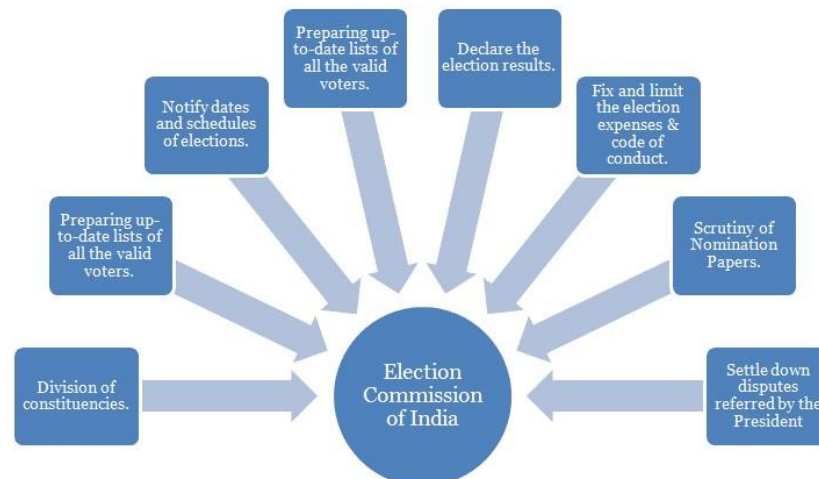 Division of
constituencies.
Preparing up-
to-date lists of
all the valid
voters.
Notify dates
and schedules
of elections.
Preparing up-
to-date lists of
all the valid
voters.
Declare the
election results.
Fix and limit
the election
expenses &
code of
conduct.
Scrutiny of
Nomination
Papers.
Settle down
disputes
referred by the
President
Election
Commission
of India